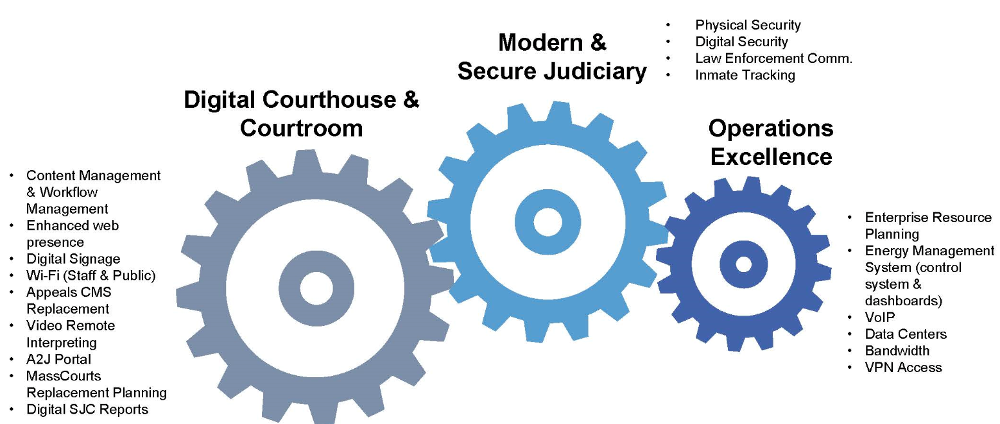 Modern &
Secure Judiciary
• Physical Security
• Digital Security
• Law Enforcement Comm.
• Inmate Tracking
Digital Courthouse &
Courtroom
• Content Management
& Workflow
Management
• Enhanced web
presence
• Digital Signage
• Wi-Fi (Staff & Public)
• Appeals CMS
Replacement
• Video Remote
Interpreting
• A2J Portal
• MassCourts
Replacement Planning
• Digital SJC Reports
Operations
Excellence
• Enterprise Resource
Planning
• Energy Management
System (control
system &
dashboards)
• VoIP
• Data Centers
• Bandwidth
• VPN Access